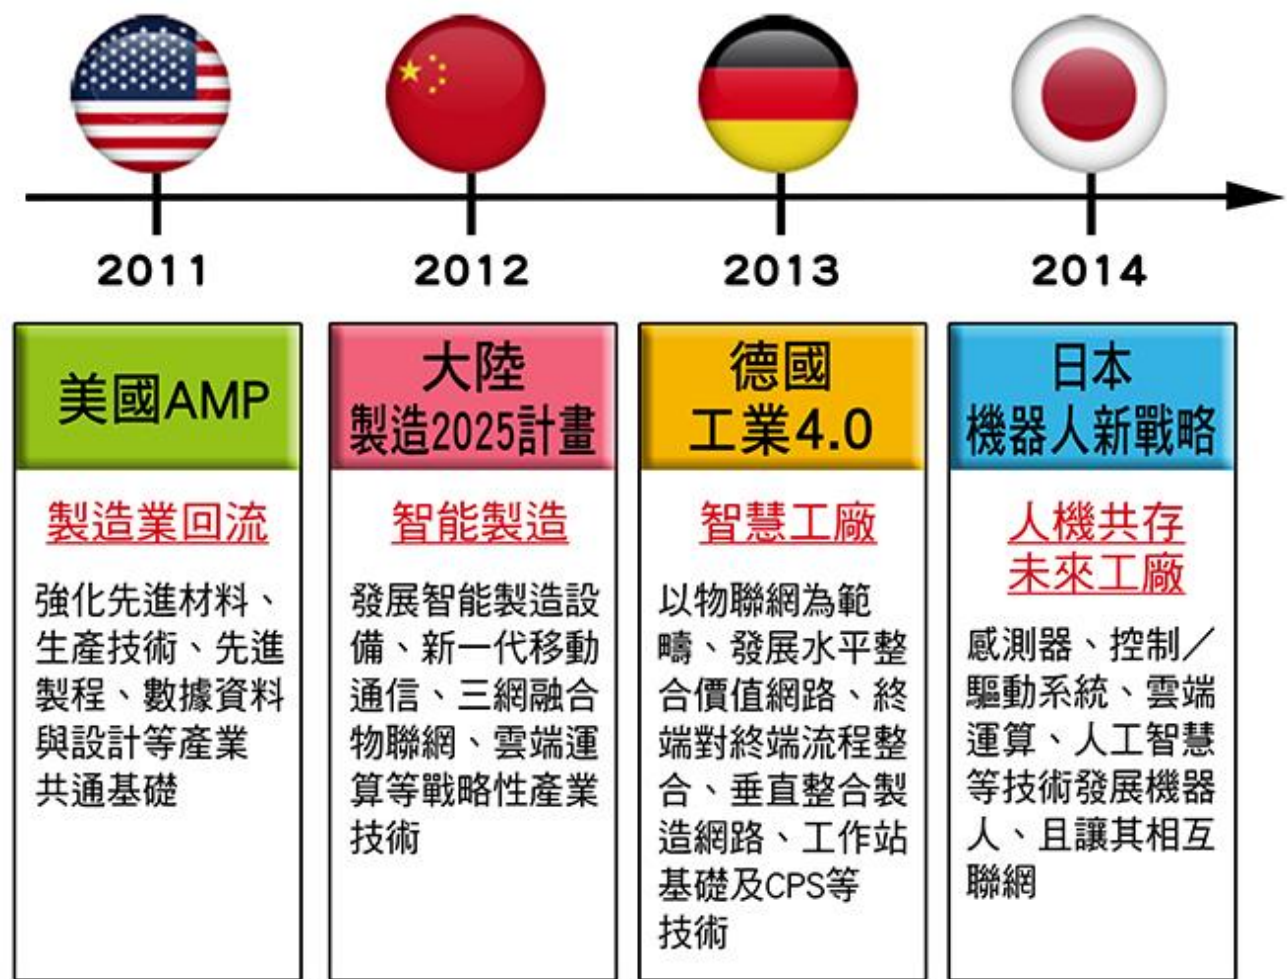 2011
2012
2013
2014
美國AMP
製造業回流
強化先進材料、
生產技術、先進
製程、數據資料
與設計等產業
共通基礎
大陸
製造2025計畫
智能製造
發展智能製造設
備、新一代移動
通信、三網融合
物聯網、雲端運
算等戰略性產業
技術
德國
工業4.0
智慧工廠
以物聯網為範
疇、發展水平整
合價值網路、終
端對終端流程整
合、垂直整合製
造網路、工作站
基礎及CPS等
技術
日本
機器人新戰略
人機共存
未來工廠
感測器、控制／
驅動系統、雲端
運算、人工智慧
等技術發展機器
人、且讓其相互
聯網